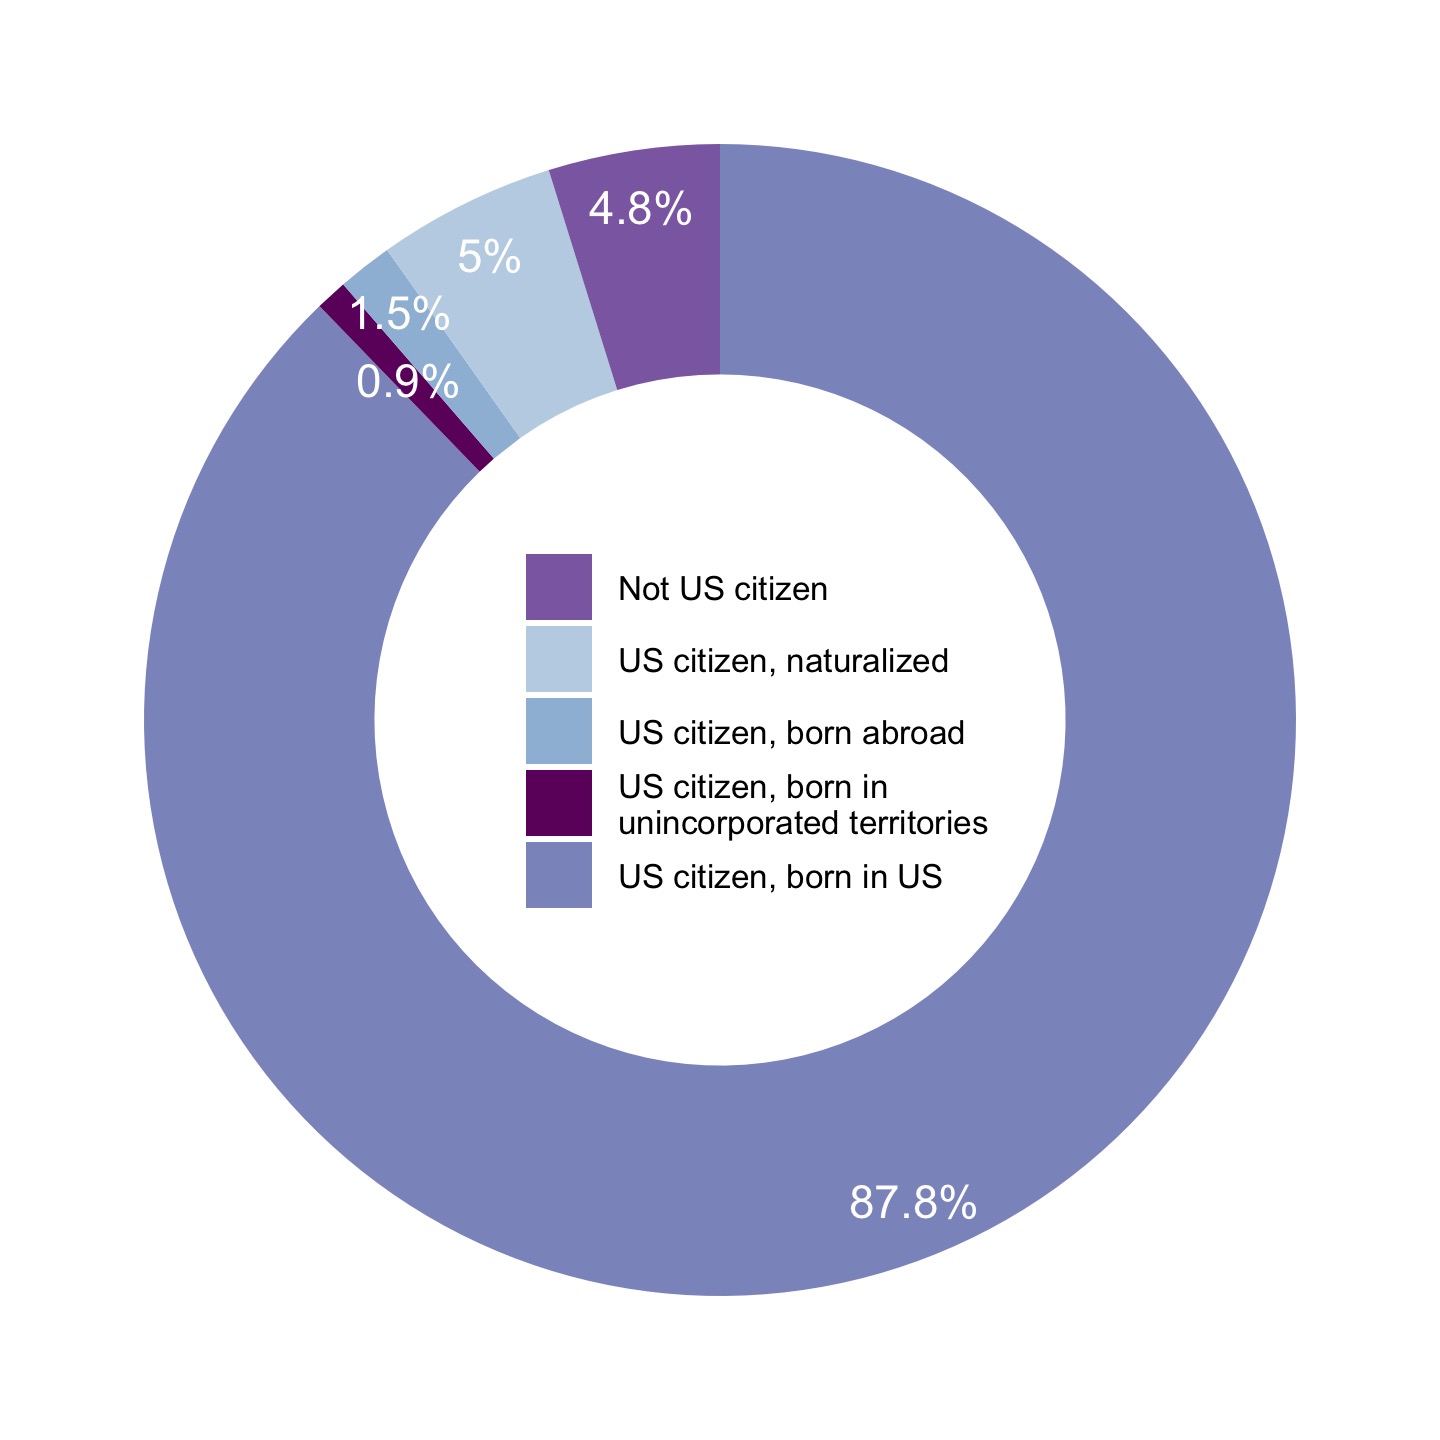 4.8%
5%
1.5%
0.9%
Not US citizen
US citizen, naturalized
US citizen, born abroad
US citizen, born in
unincorporated territories
US citizen, born in US
87.8%